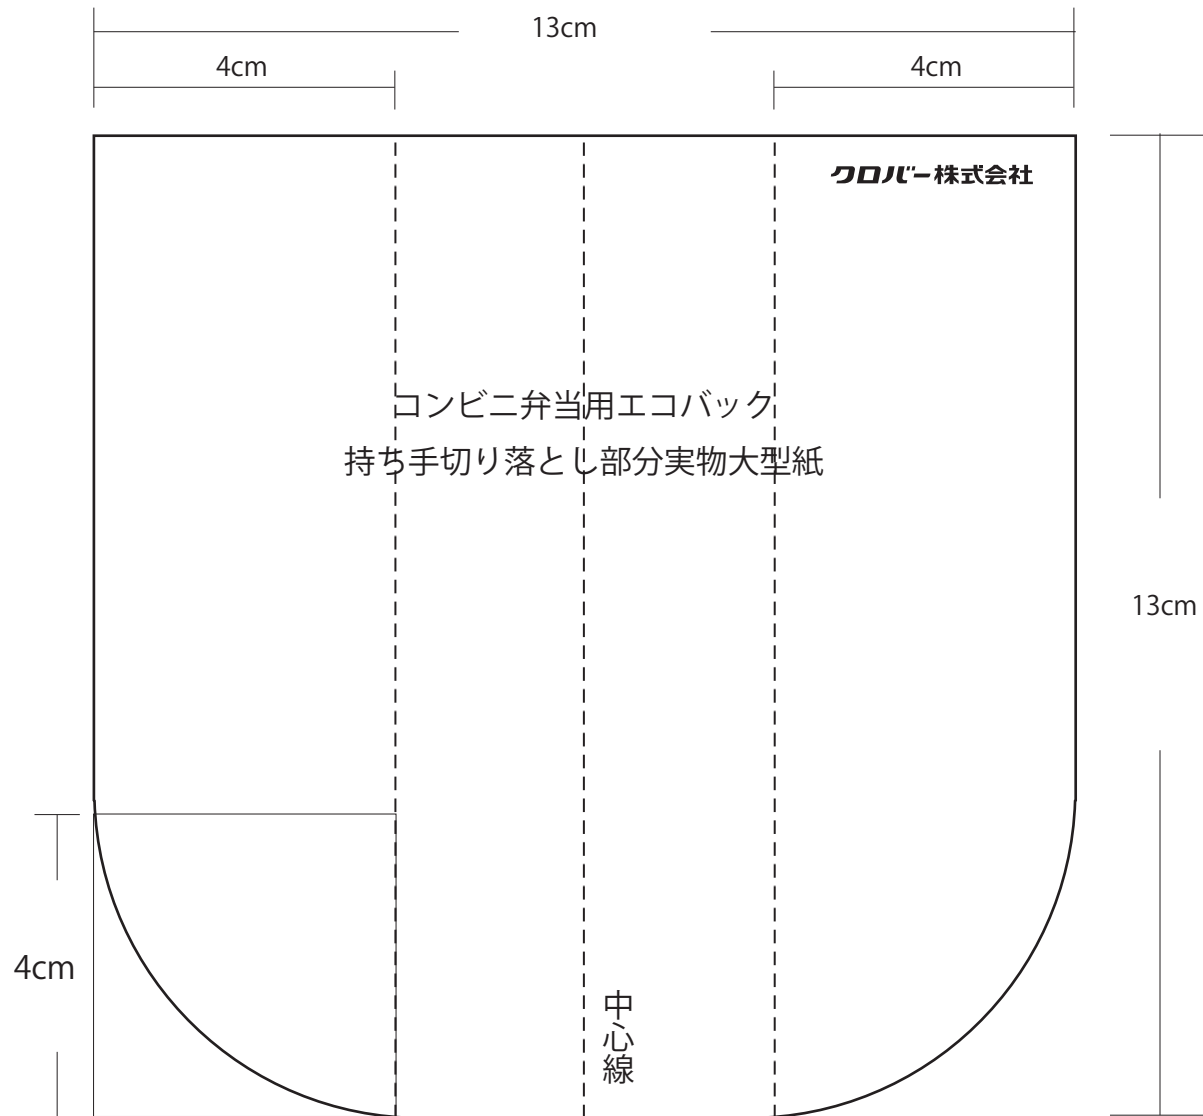 13cm
4cm
4cm
クロバー株式会社
コンビニ弁当用エコバック
持ち手切り落とし部分実物大型紙
13cm
4cm
中心線